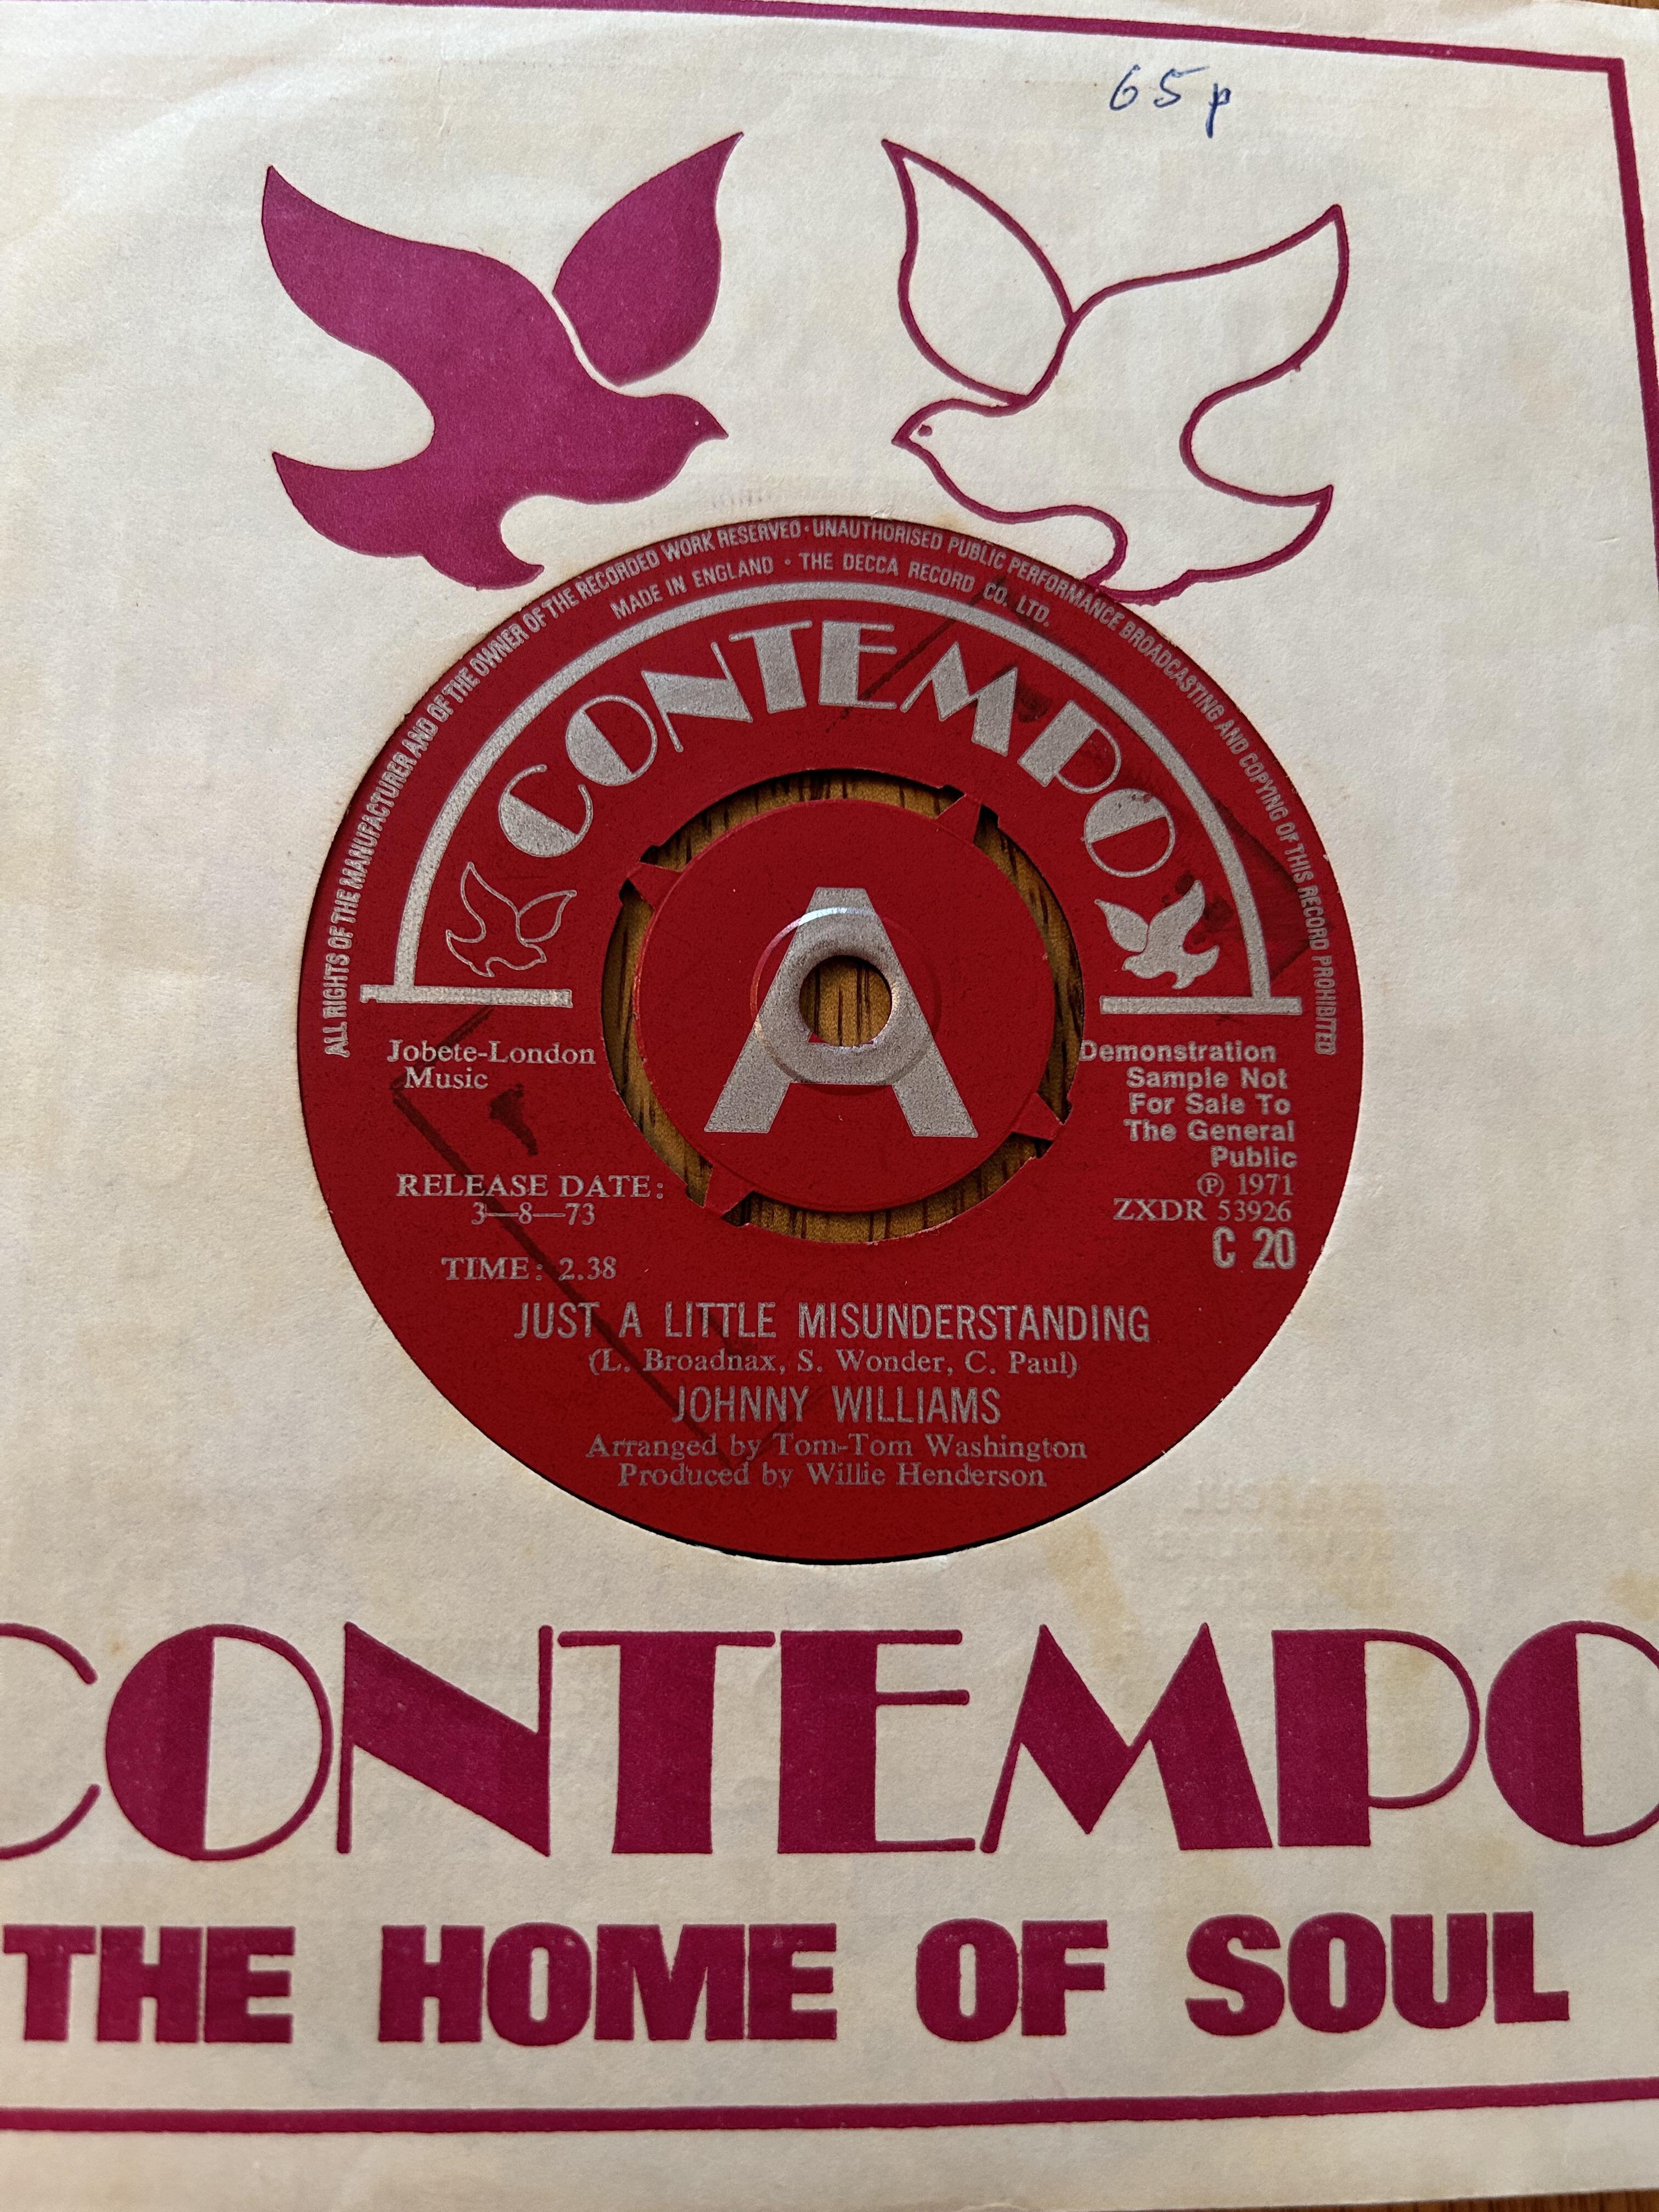 65p
ALL RIGHTS OF THE MANUFACTURER AND OF THE OWNER OF THE RECORDED WORK RESERVED · UNAUTHORISED PUBLIC PERFORMANCE BROADCASTING AND COPYING OF THIS RECORD PROHIBITED
MADE IN ENGLAND · THE DECCA RECORD CO. LTD.
CONTEMPO
A
Jobete-London
Music
Demonstration
Sample Not
For Sale To
The General
Public
℗ 1971
ZXDR 53926
C 20
RELEASE DATE:
3—8—73
TIME: 2.38
JUST A LITTLE MISUNDERSTANDING
(L. Broadnax, S. Wonder, C. Paul)
JOHNNY WILLIAMS
Arranged by Tom-Tom Washington
Produced by Willie Henderson
CONTEMPO
THE HOME OF SOUL